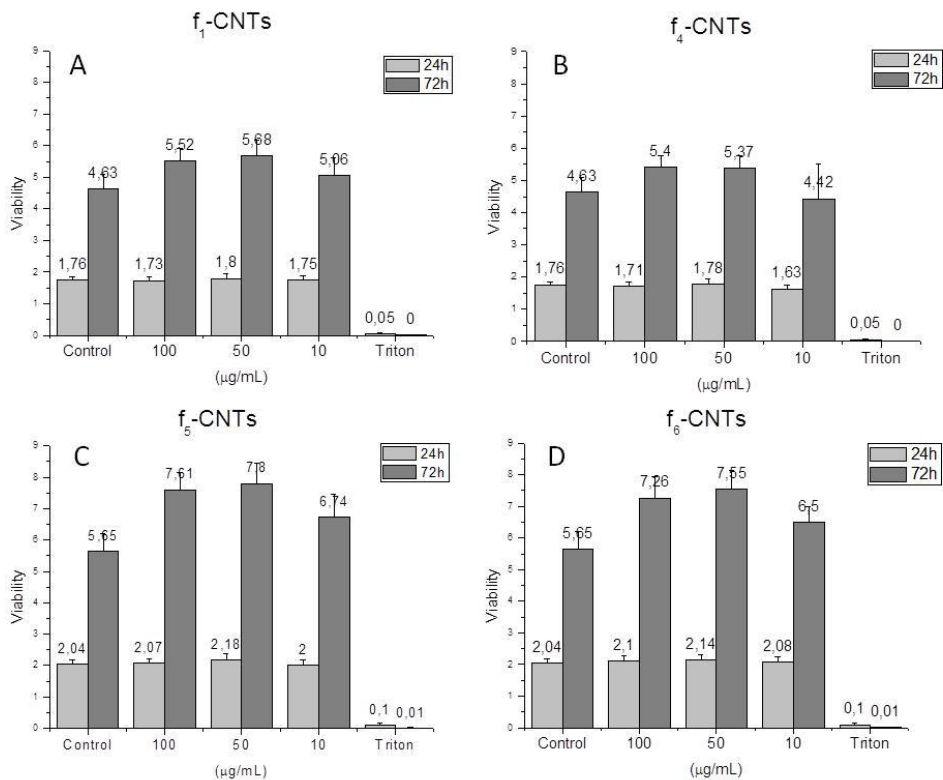 f1-CNTs
A
24h
72h
Viability
9
8
7
6
5
4
3
2
1
0
1,76
4,63
1,73
5,52
1,8
5,68
1,75
5,06
0,05
0
Control
100
50
10
Triton
(μg/mL)
f4-CNTs
B
24h
72h
Viability
9
8
7
6
5
4
3
2
1
0
1,76
4,63
1,71
5,4
1,78
5,37
1,63
4,42
0,05
0
Control
100
50
10
Triton
(μg/mL)
f5-CNTs
C
24h
72h
Viability
9
8
7
6
5
4
3
2
1
0
2,04
5,65
2,07
7,61
2,18
7,8
2
6,74
0,1
0,01
Control
100
50
10
Triton
(μg/mL)
f6-CNTs
D
24h
72h
Viability
9
8
7
6
5
4
3
2
1
0
2,04
5,65
2,1
7,26
2,14
7,55
2,08
6,5
0,1
0,01
Control
100
50
10
Triton
(μg/mL)